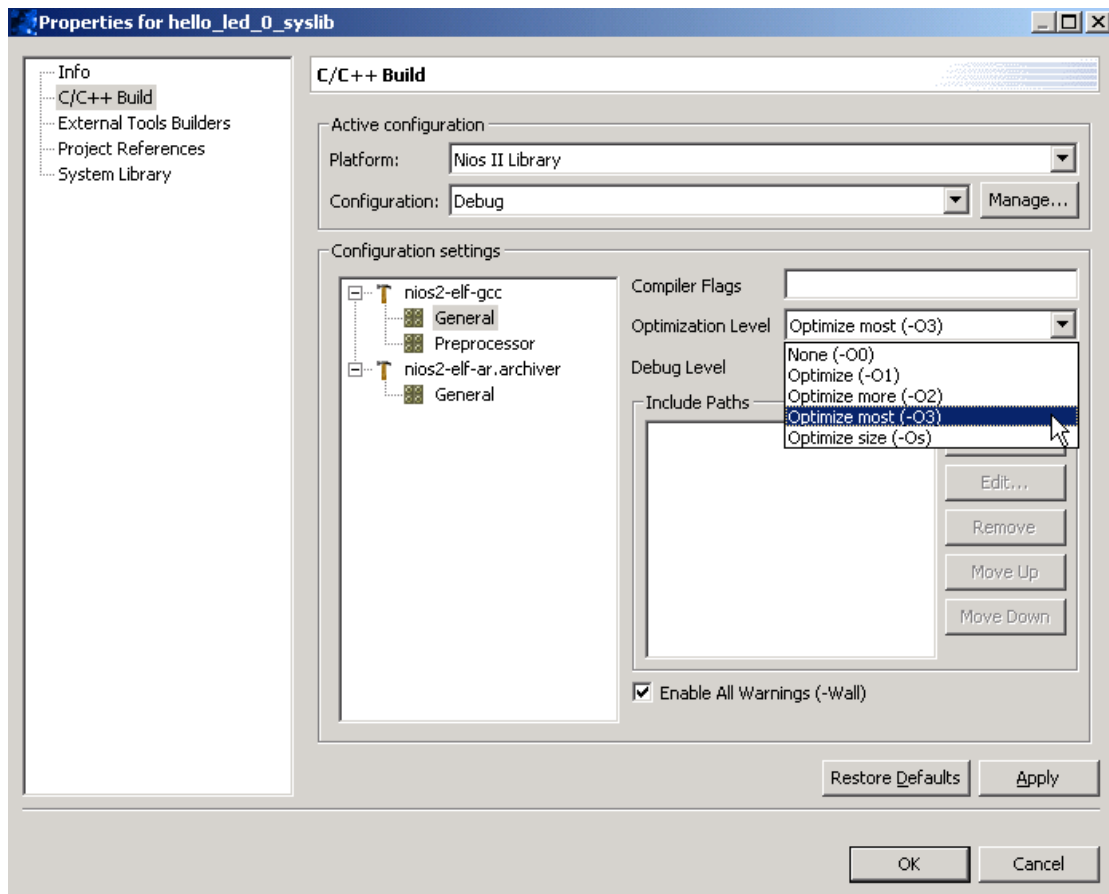 Properties for hello_led_0_syslib
Info
C/C++ Build
External Tools Builders
Project References
System Library
C/C++ Build
Active configuration
Platform:
Nios II Library
Configuration:
Debug
Manage...
Configuration settings
nios2-elf-gcc
General
Preprocessor
nios2-elf-ar.archiver
General
Compiler Flags
Optimization Level
Optimize most (-O3)
None (-O0)
Optimize (-O1)
Optimize more (-O2)
Optimize most (-O3)
Optimize size (-Os)
Debug Level
Include Paths
Edit...
Remove
Move Up
Move Down
Enable All Warnings (-Wall)
Restore Defaults
Apply
OK
Cancel